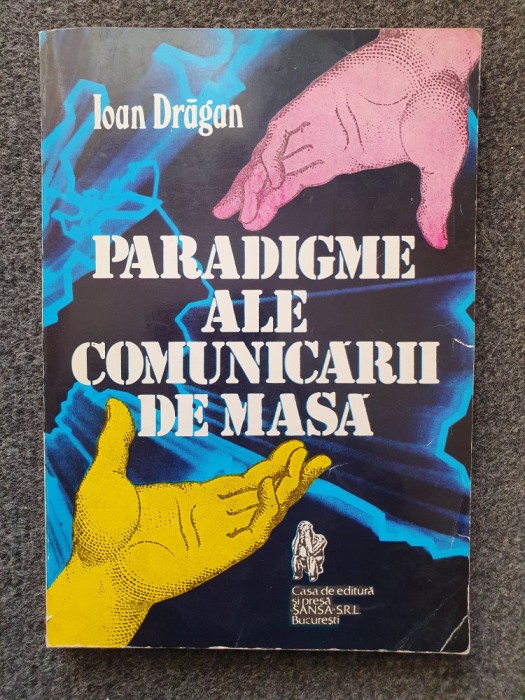 Ioan Drăgan
PARADIGME
ALE
COMUNICĂRII
DE MASĂ
Casa de editură
și presă
ȘANSA-S.R.L.
București